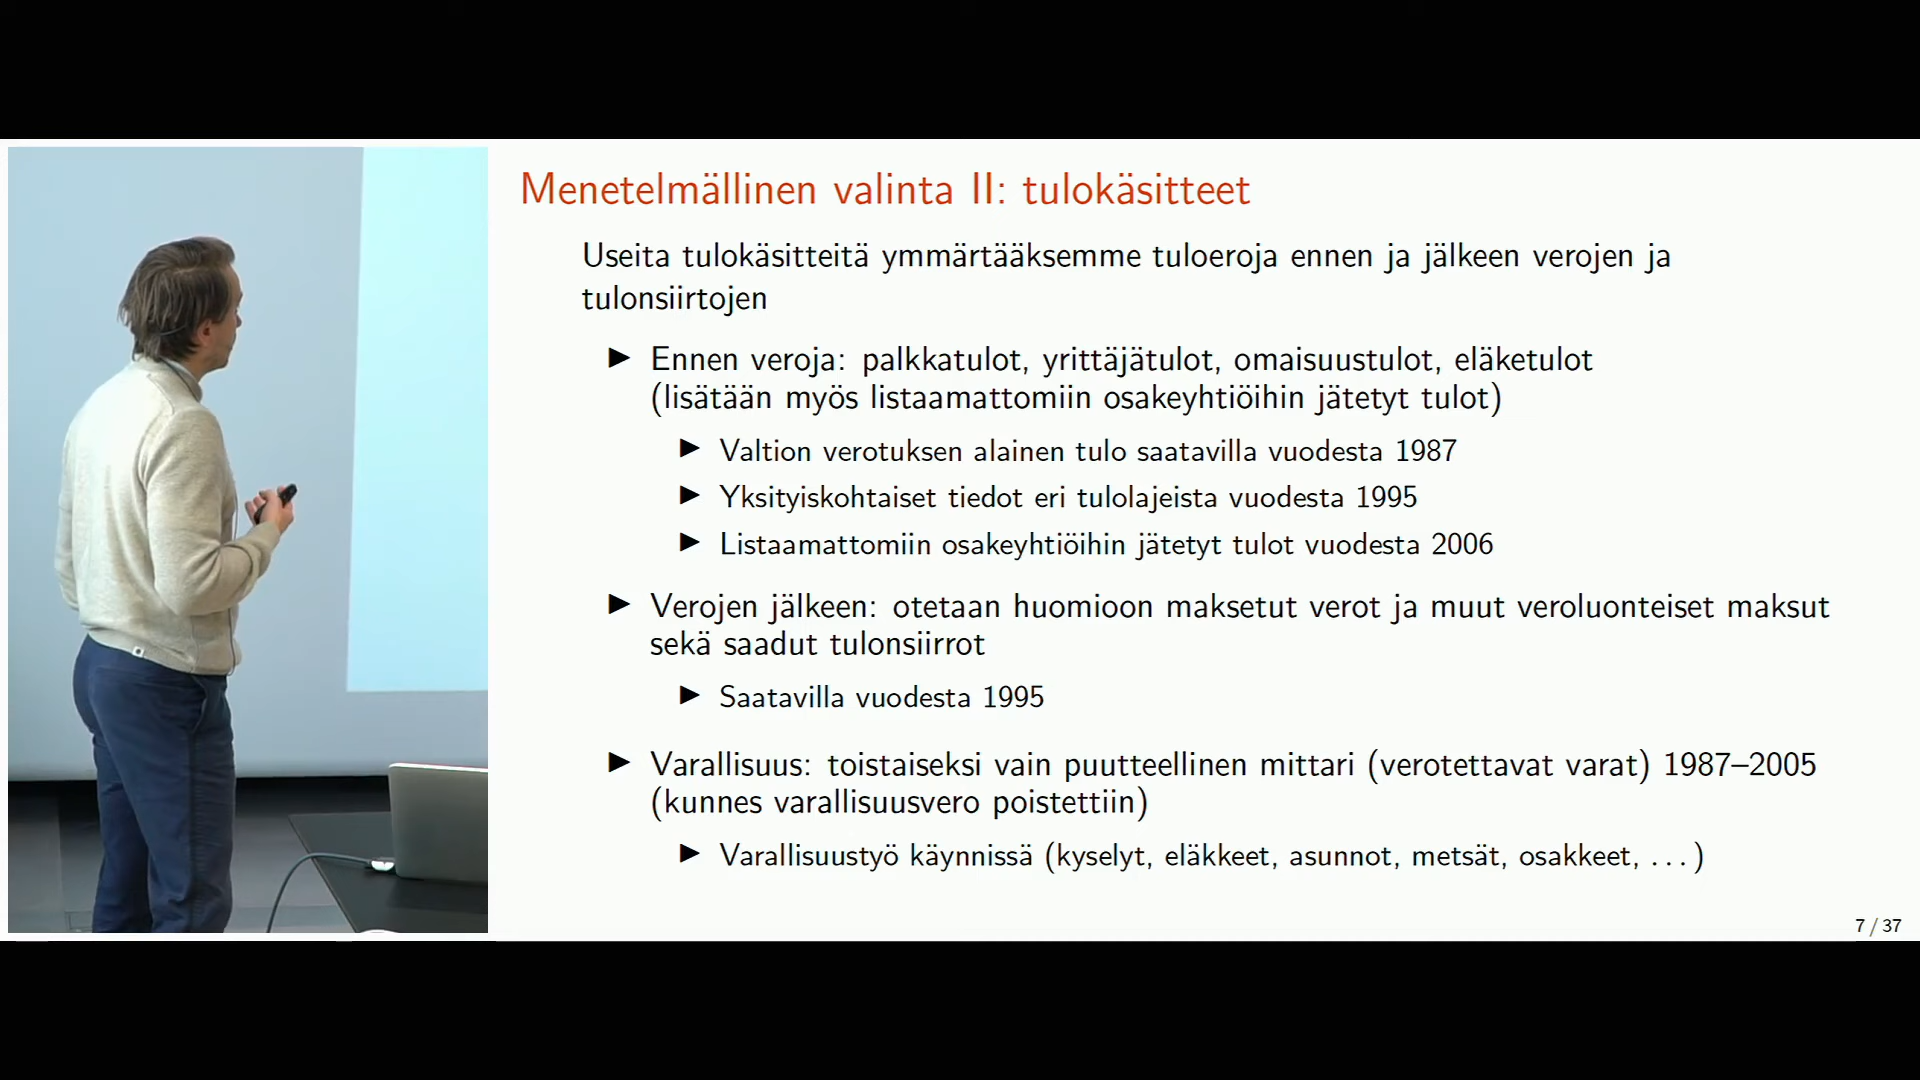 Menetelmällinen valinta II: tulokäsitteet
Useita tulokäsitteitä ymmärtääksemme tuloeroja ennen ja jälkeen verojen ja
tulonsiirtojen
▶ Ennen veroja: palkkatulot, yrittäjätulot, omaisuustulot, eläketulot
(lisätään myös listaamattomiin osakeyhtiöihin jätetyt tulot)
▶ Valtion verotuksen alainen tulo saatavilla vuodesta 1987
▶ Yksityiskohtaiset tiedot eri tulolajeista vuodesta 1995
▶ Listaamattomiin osakeyhtiöihin jätetyt tulot vuodesta 2006
▶ Verojen jälkeen: otetaan huomioon maksetut verot ja muut veroluonteiset maksut
sekä saadut tulonsiirrot
▶ Saatavilla vuodesta 1995
▶ Varallisuus: toistaiseksi vain puutteellinen mittari (verotettavat varat) 1987–2005
(kunnes varallisuusvero poistettiin)
▶ Varallisuustyö käynnissä (kyselyt, eläkkeet, asunnot, metsät, osakkeet, ...)
7 / 37